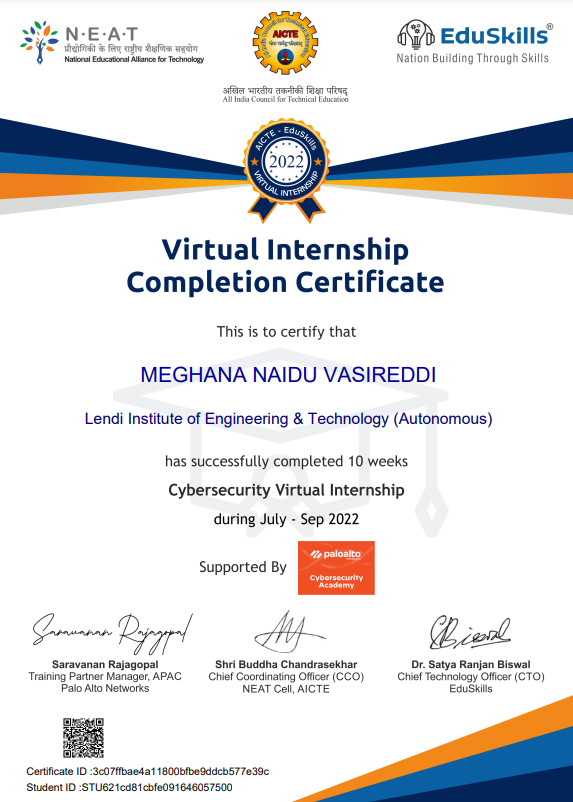 N·E·A·T
प्रौद्योगिकी के लिए राष्ट्रीय शैक्षणिक सहयोग
National Educational Alliance for Technology
AICTE
अखिल भारतीय तकनीकी शिक्षा परिषद्
All India Council for Technical Education
EduSkills®
Nation Building Through Skills
AICTE - EduSkills
2022
VIRTUAL INTERNSHIP
Virtual Internship
Completion Certificate
This is to certify that
MEGHANA NAIDU VASIREDDI
Lendi Institute of Engineering & Technology (Autonomous)
has successfully completed 10 weeks
Cybersecurity Virtual Internship
during July - Sep 2022
Supported By
paloalto
Cybersecurity
Academy
Saravanan Rajagopal
Saravanan Rajagopal
Training Partner Manager, APAC
Palo Alto Networks
Shri Buddha Chandrasekhar
Chief Coordinating Officer (CCO)
NEAT Cell, AICTE
SRBiswal
Dr. Satya Ranjan Biswal
Chief Technology Officer (CTO)
EduSkills
Certificate ID :3c07ffbae4a11800bfbe9ddcb577e39c
Student ID :STU621cd81cbfe091646057500